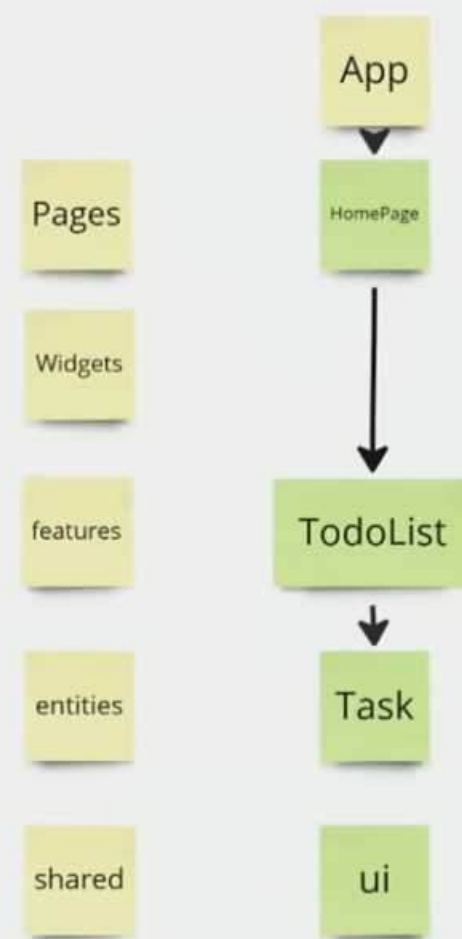 App
Pages
HomePage
Widgets
features
TodoList
entities
Task
shared
ui